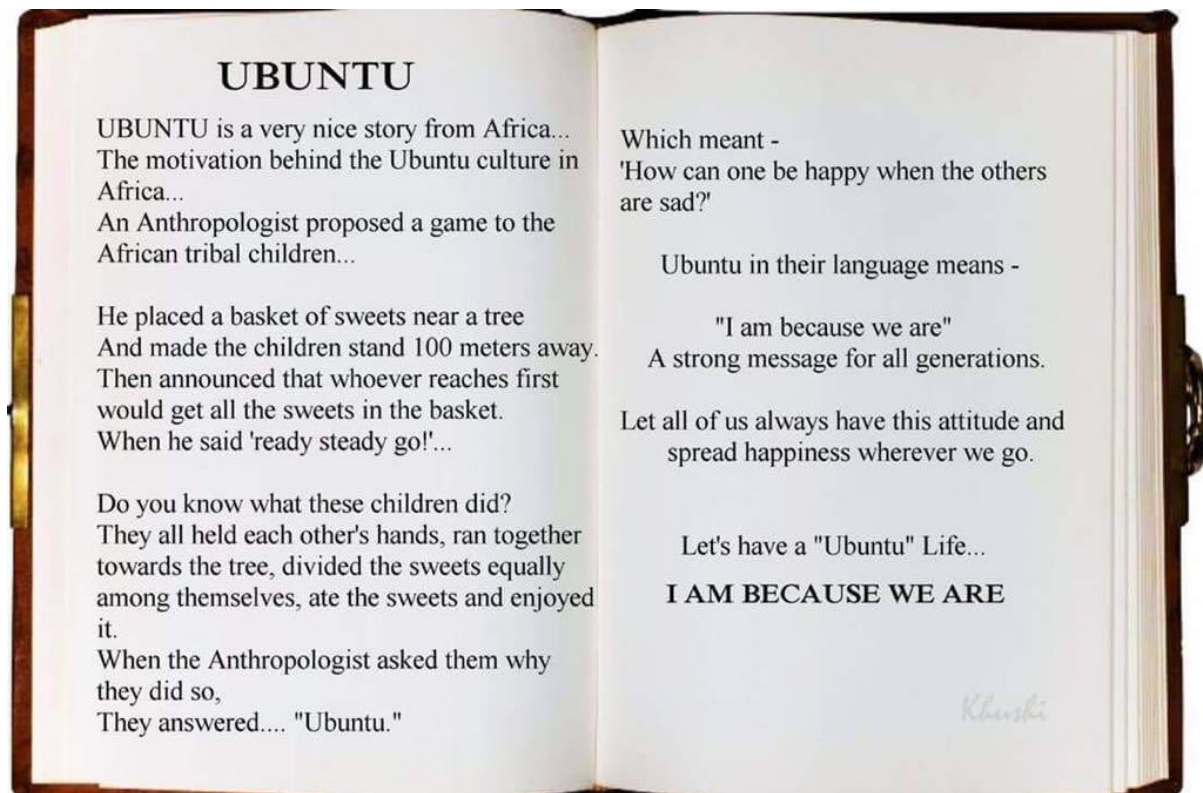 UBUNTU
UBUNTU is a very nice story from Africa...
The motivation behind the Ubuntu culture in
Africa...
An Anthropologist proposed a game to the
African tribal children...
He placed a basket of sweets near a tree
And made the children stand 100 meters away.
Then announced that whoever reaches first
would get all the sweets in the basket.
When he said 'ready steady go!'...
Do you know what these children did?
They all held each other's hands, ran together
towards the tree, divided the sweets equally
among themselves, ate the sweets and enjoyed
it.
When the Anthropologist asked them why
they did so,
They answered.... "Ubuntu."
Which meant -
'How can one be happy when the others
are sad?'
Ubuntu in their language means -
"I am because we are"
A strong message for all generations.
Let all of us always have this attitude and
spread happiness wherever we go.
Let's have a "Ubuntu" Life...
I AM BECAUSE WE ARE
Khushi